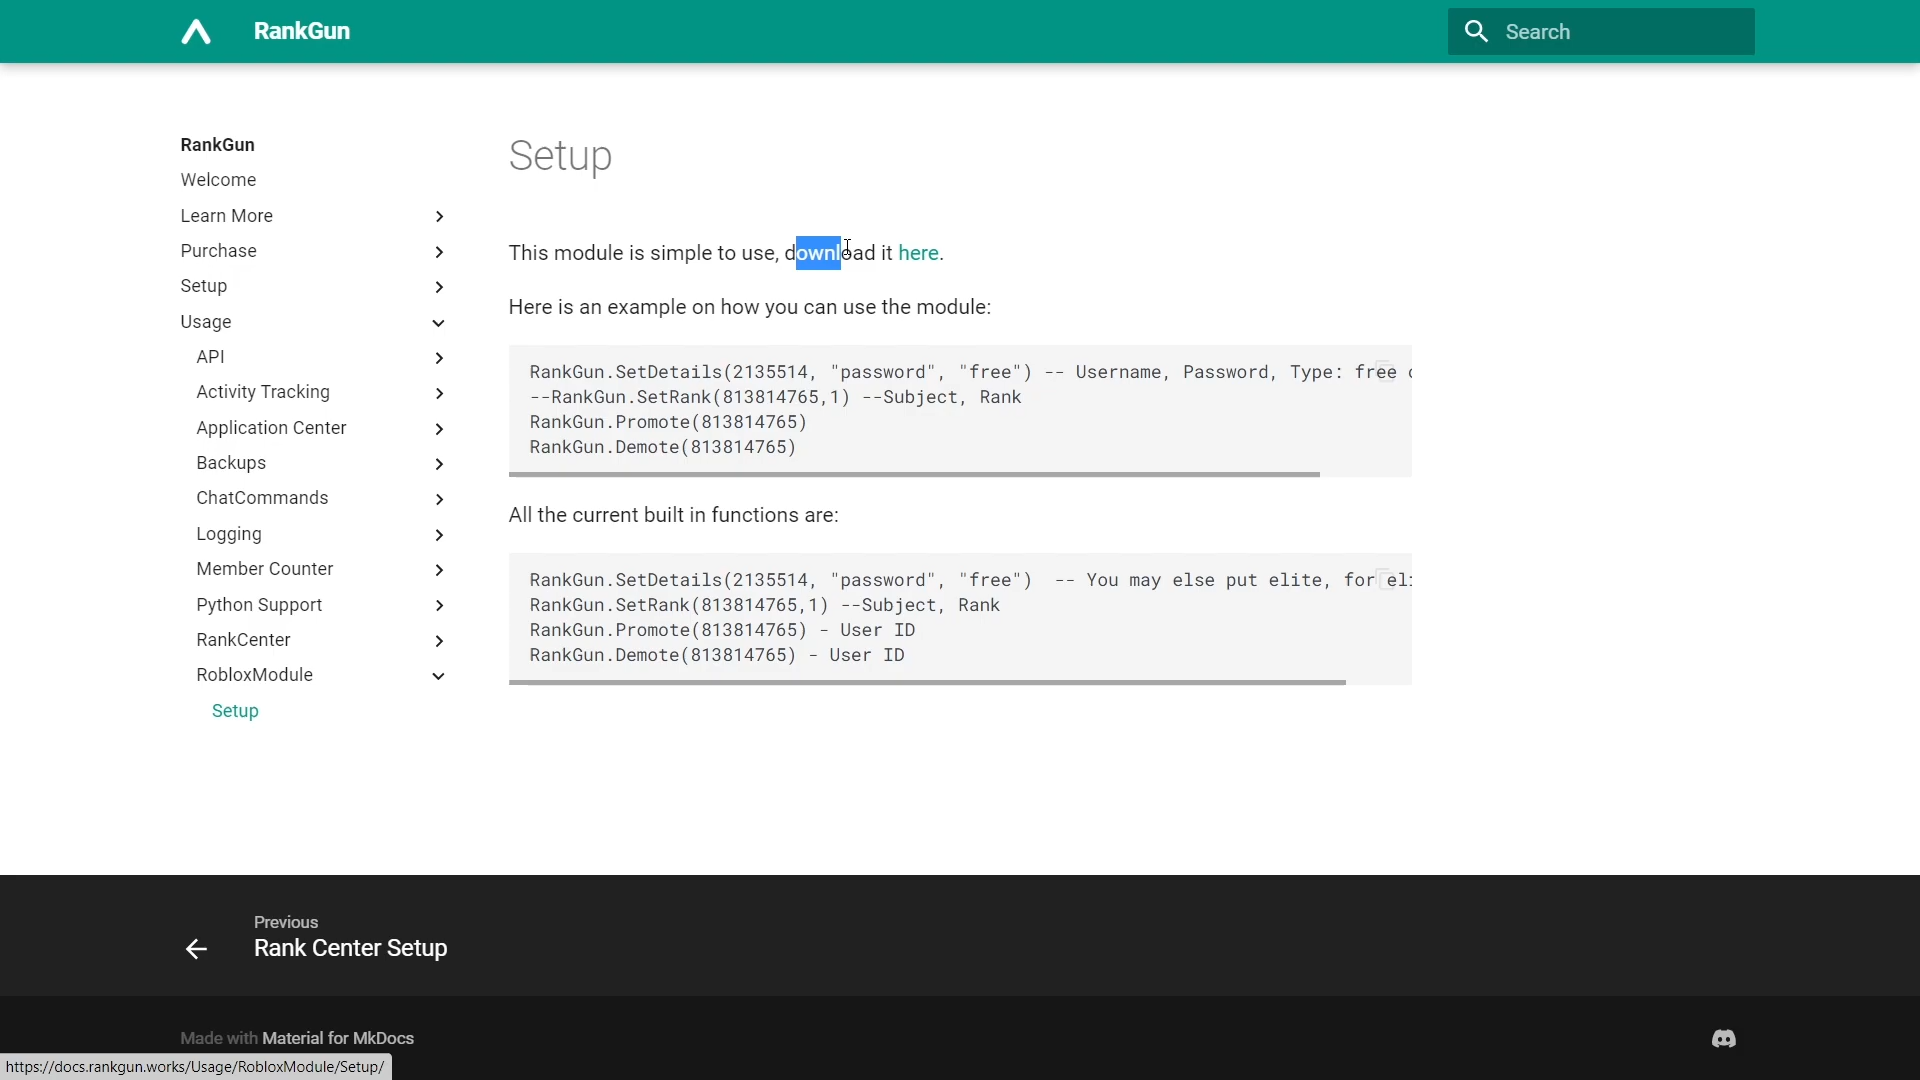 RankGun
Search
RankGun
Welcome
Learn More
Purchase
Setup
Usage
API
Activity Tracking
Application Center
Backups
ChatCommands
Logging
Member Counter
Python Support
RankCenter
RobloxModule
Setup
Setup
This module is simple to use, download it here.
Here is an example on how you can use the module:
RankGun.SetDetails(2135514, "password", "free") -- Username, Password, Type: free
--RankGun.SetRank(813814765,1) --Subject, Rank
RankGun.Promote(813814765)
RankGun.Demote(813814765)
All the current built in functions are:
RankGun.SetDetails(2135514, "password", "free")  -- You may else put elite, for
RankGun.SetRank(813814765,1) --Subject, Rank
RankGun.Promote(813814765) - User ID
RankGun.Demote(813814765) - User ID
Previous
Rank Center Setup
Made with Material for MkDocs
https://docs.rankgun.works/Usage/RobloxModule/Setup/